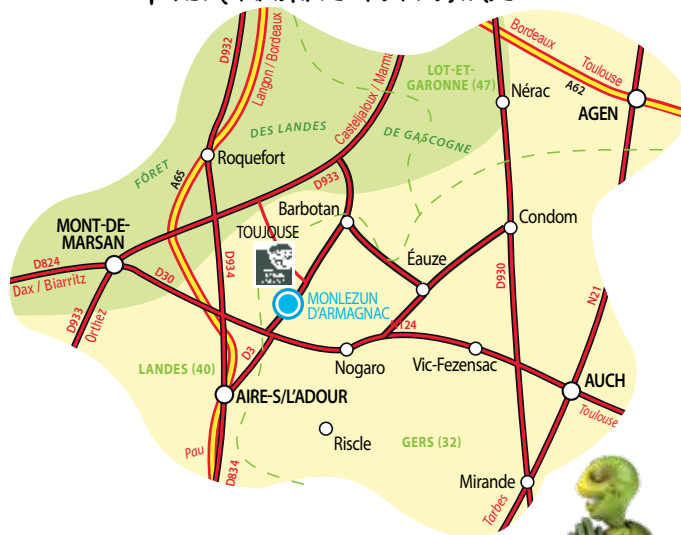 D932
Langon / Bordeaux
Casteljaloux / Marma
LOT-ET-
GARONNE (47)
Bordeaux
Toulouse
A62
Nérac
AGEN
DES LANDES
DE GASCOGNE
FÔRET
A65
Roquefort
D933
Barbotan
TOUJOUSE
Condom
MONT-DE-
MARSAN
D824
Dax / Biarritz
D30
D934
Éauze
D930
N21
MONLEZUN
D'ARMAGNAC
D933
Orthez
D3
N124
LANDES (40)
Nogaro
Vic-Fezensac
AUCH
Toulouse
AIRE-S/L'ADOUR
Riscle
GERS (32)
Pau
D834
Mirande
Tarbes